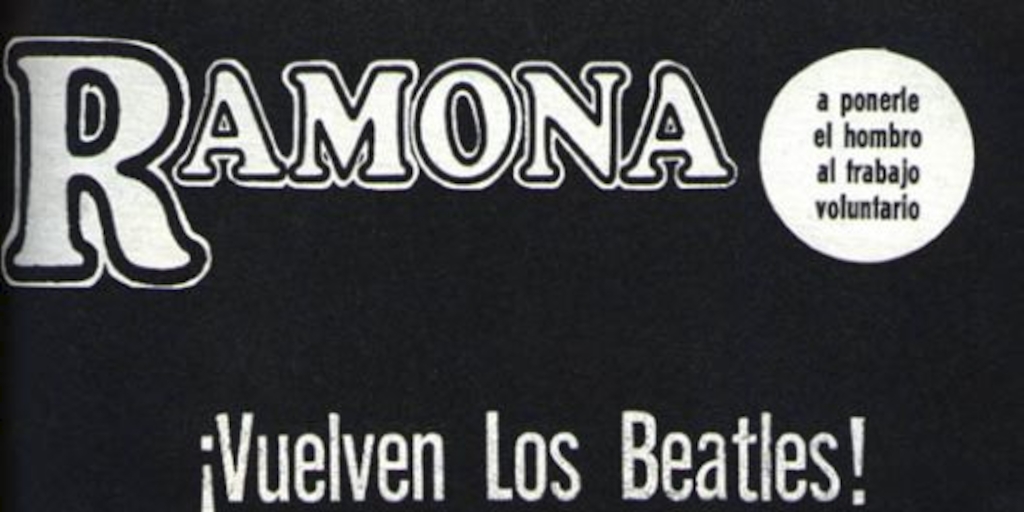 RAMONA
a ponerle
el hombro
al trabajo
voluntario
¡Vuelven Los Beatles!